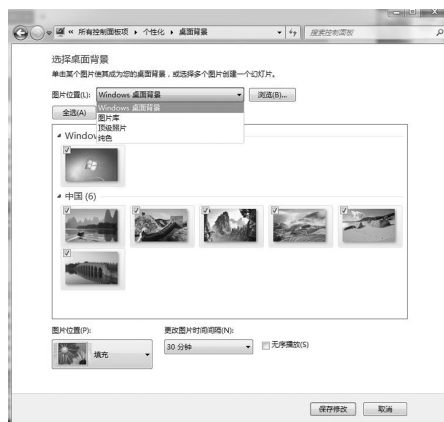 « 所有控制面板项 ▸ 个性化 ▸ 桌面背景
搜索控制面板
选择桌面背景
单击某个图片使其成为您的桌面背景，或选择多个图片创建一个幻灯片。
图片位置(L): Windows 桌面背景 浏览(B)...
Windows 桌面背景
全选(A)
图片库
顶级照片
纯色
中国 (6)
图片位置(P): 更改图片时间间隔(N):
填充 30 分钟 无序播放(S)
保存修改 取消